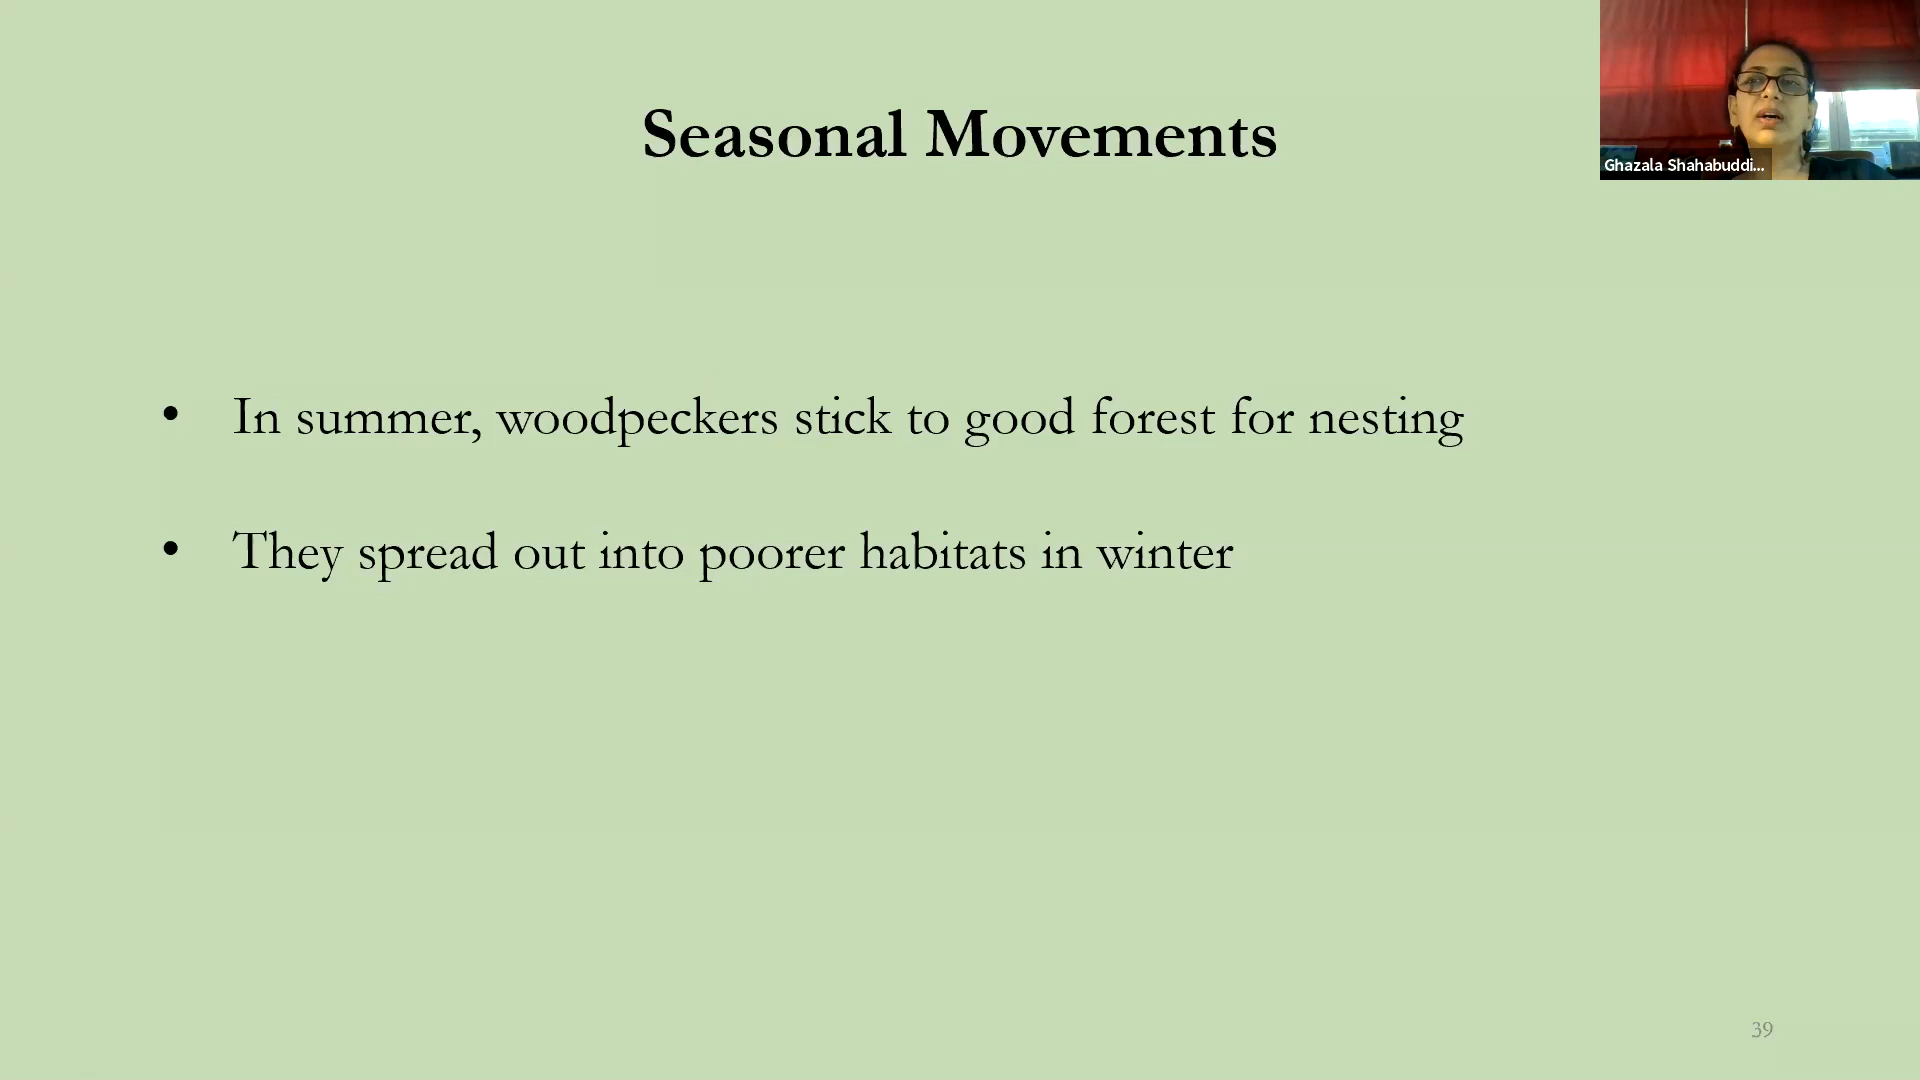 Seasonal Movements
Ghazala Shahabuddi...
• In summer, woodpeckers stick to good forest for nesting
• They spread out into poorer habitats in winter
39